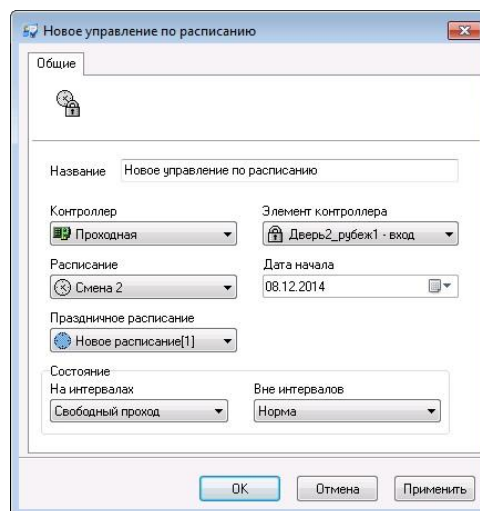 Новое управление по расписанию
Общие
Название Новое управление по расписанию
Контроллер Элемент контроллера
Проходная Дверь2_рубеж1 - вход
Расписание Дата начала
Смена 2 08.12.2014
Праздничное расписание
Новое расписание[1]
Состояние
На интервалах Вне интервалов
Свободный проход Норма
OK Отмена Применить